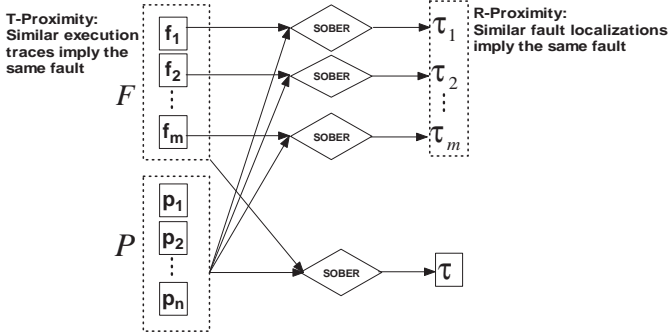 T-Proximity:
Similar execution
traces imply the
same fault
F
f1
f2
⋮
fm
P
p1
p2
⋮
pn
SOBER
SOBER
SOBER
SOBER
τ1
τ2
⋮
τm
τ
R-Proximity:
Similar fault localizations
imply the same fault